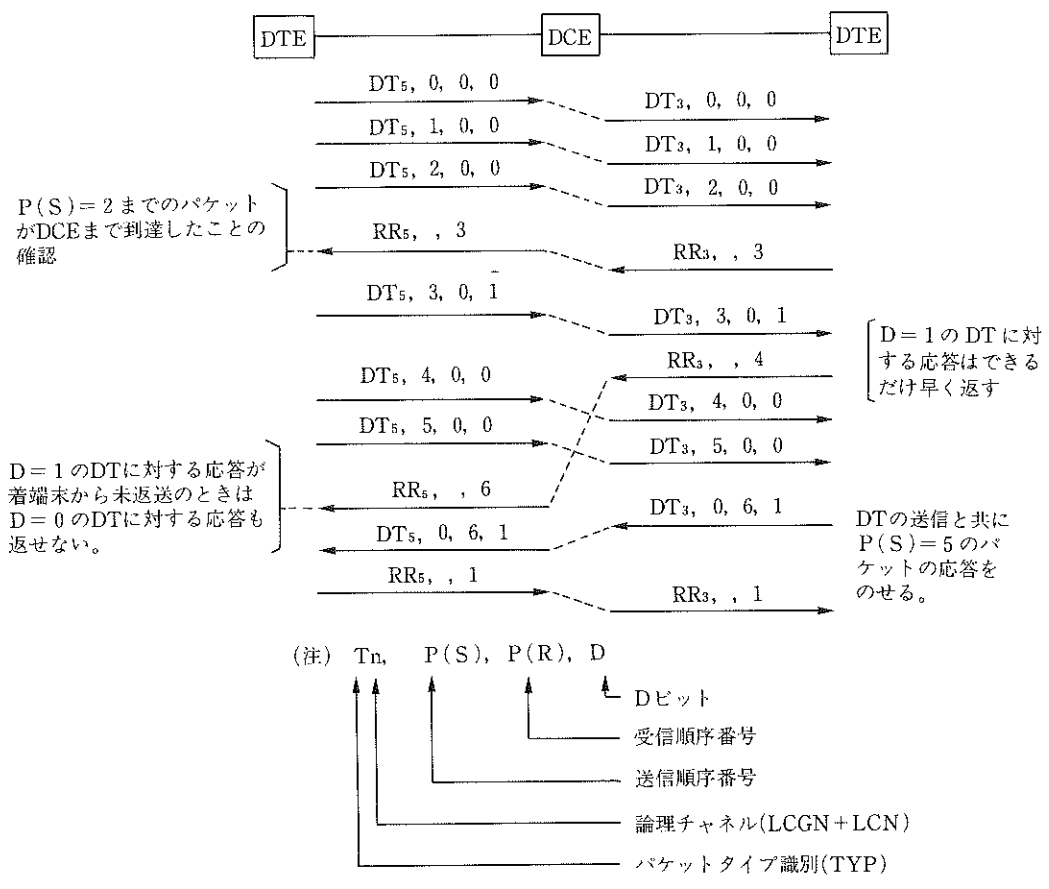 DTE DCE DTE
DT₅, 0, 0, 0
DT₃, 0, 0, 0
DT₅, 1, 0, 0
DT₃, 1, 0, 0
DT₅, 2, 0, 0
DT₃, 2, 0, 0
P(S)=2までのパケット
がDCEまで到達したことの
確認
RR₅, , 3
RR₃, , 3
DT₅, 3, 0, 1
DT₃, 3, 0, 1
D=1のDTに対
する応答はできる
だけ早く返す
RR₃, , 4
DT₅, 4, 0, 0
DT₃, 4, 0, 0
DT₅, 5, 0, 0
DT₃, 5, 0, 0
D=1のDTに対する応答が
着端末から未返送のときは
D=0のDTに対する応答も
返せない。
RR₅, , 6
DT₃, 0, 6, 1
DTの送信と共に
P(S)=5のパ
ケットの応答を
のせる。
DT₅, 0, 6, 1
RR₅, , 1
RR₃, , 1
(注) Tn, P(S), P(R), D
Dビット
受信順序番号
送信順序番号
論理チャネル(LCGN+LCN)
パケットタイプ識別(TYP)